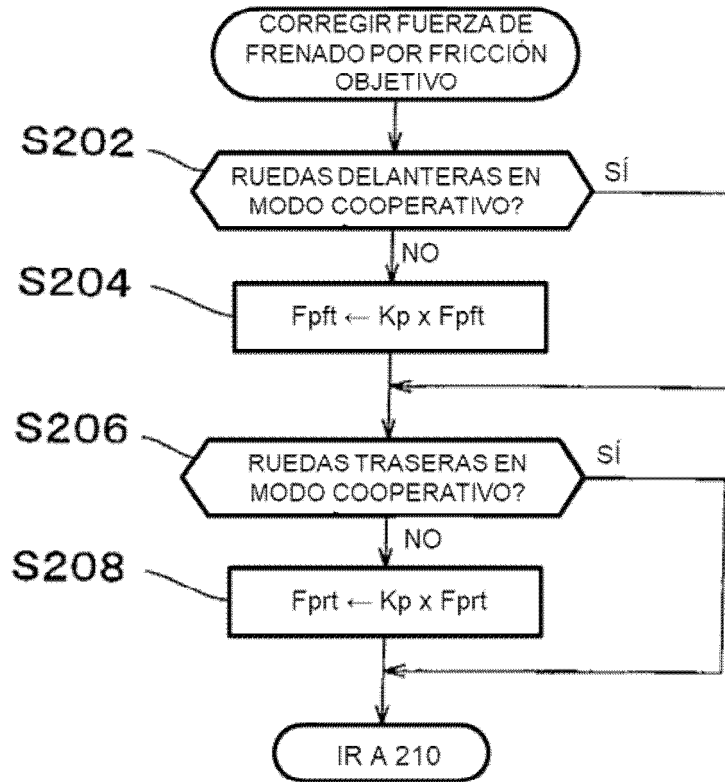 CORREGIR FUERZA DE
FRENADO POR FRICCIÓN
OBJETIVO
S202
RUEDAS DELANTERAS EN
MODO COOPERATIVO?
SÍ
NO
S204
Fpft ← Kp x Fpft
S206
RUEDAS TRASERAS EN
MODO COOPERATIVO?
SÍ
NO
S208
Fprt ← Kp x Fprt
IR A 210